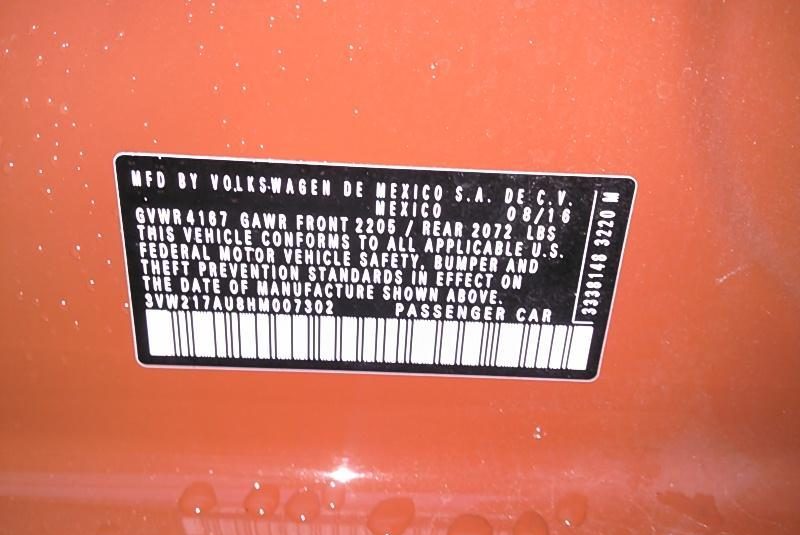 MFD BY VOLKSWAGEN DE MEXICO S.A. DE C.V.
MEXICO 08/16
GVWR 4167 GAWR FRONT 2205 / REAR 2072 LBS
THIS VEHICLE CONFORMS TO ALL APPLICABLE U.S.
FEDERAL MOTOR VEHICLE SAFETY, BUMPER AND
THEFT PREVENTION STANDARDS IN EFFECT ON
THE DATE OF MANUFACTURE SHOWN ABOVE.
3VW217AU8HM007302 PASSENGER CAR
3338148 3220 M